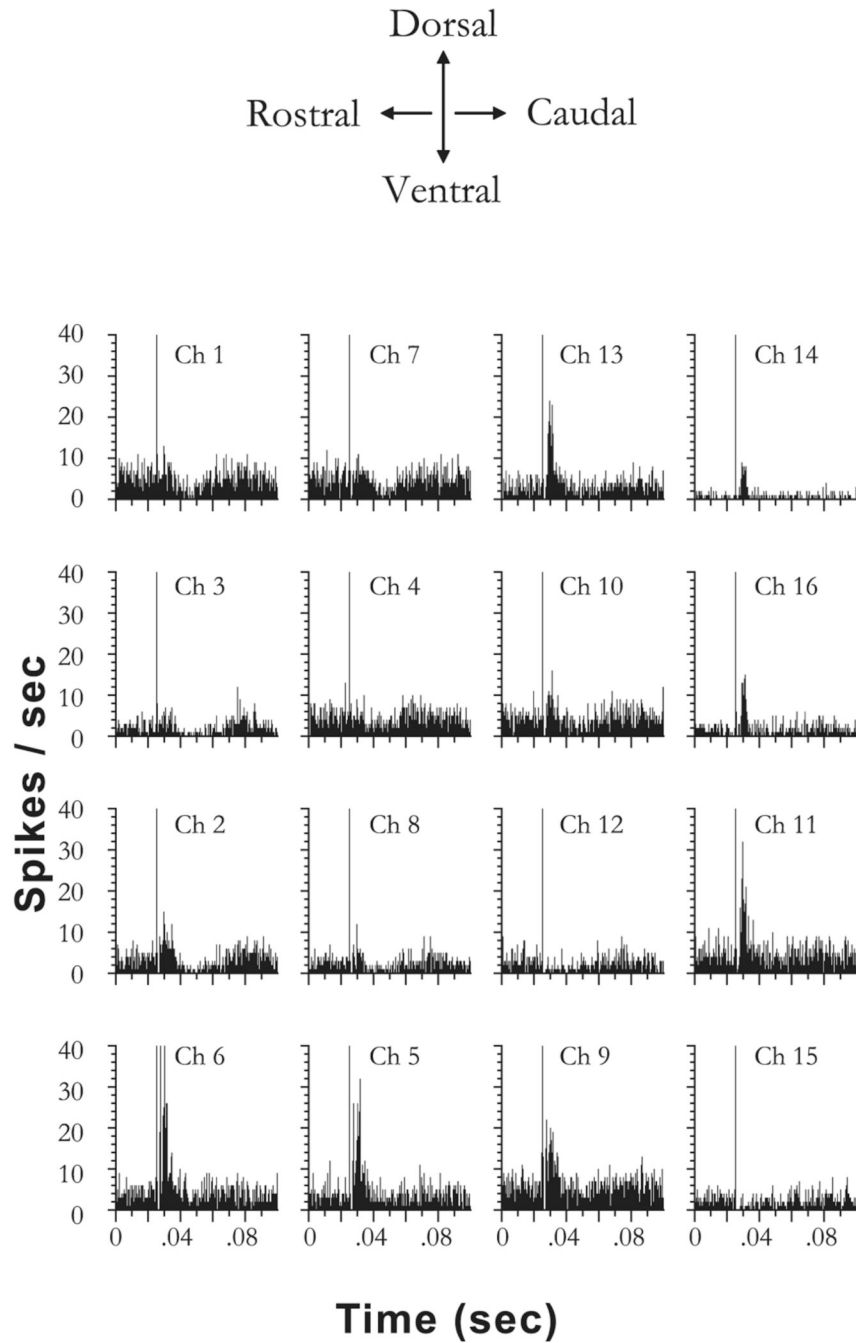 Dorsal
Rostral Caudal
Ventral
40 Ch 1 Ch 7 Ch 13 Ch 14
30
20
10
0
40 Ch 3 Ch 4 Ch 10 Ch 16
30
20
10
0
Spikes / sec
40 Ch 2 Ch 8 Ch 12 Ch 11
30
20
10
0
40 Ch 6 Ch 5 Ch 9 Ch 15
30
20
10
0
0 .04 .08 0 .04 .08 0 .04 .08 0 .04 .08
Time (sec)